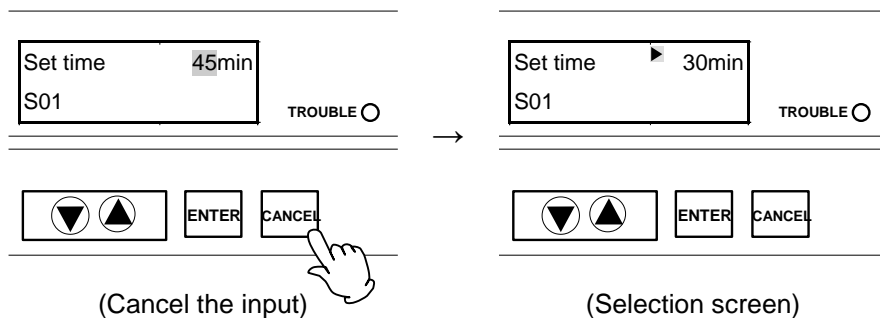 Set time 45min
S01
TROUBLE
ENTER CANCEL
(Cancel the input)
→
Set time ▶ 30min
S01
TROUBLE
ENTER CANCEL
(Selection screen)